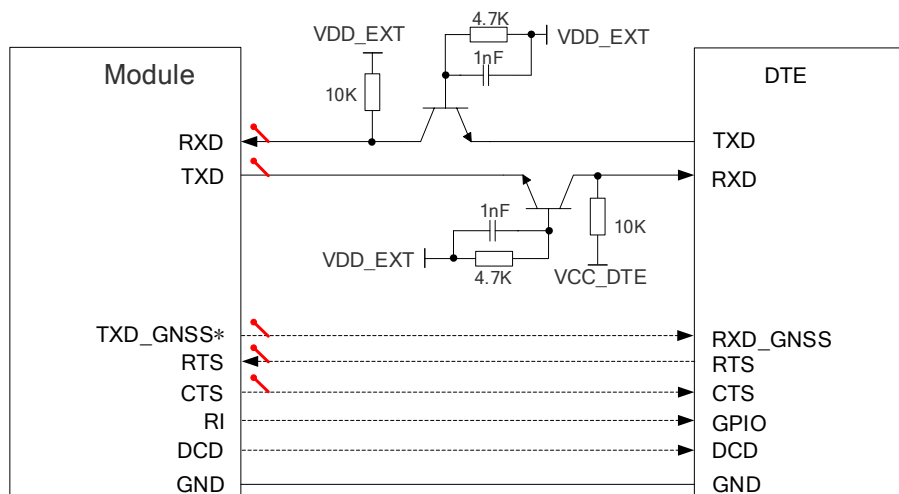 4.7K
VDD_EXT
VDD_EXT
1nF
Module
DTE
10K
RXD
TXD
TXD
RXD
1nF
10K
VDD_EXT
4.7K
VCC_DTE
TXD_GNSS*
RXD_GNSS
RTS
RTS
CTS
CTS
RI
GPIO
DCD
DCD
GND
GND